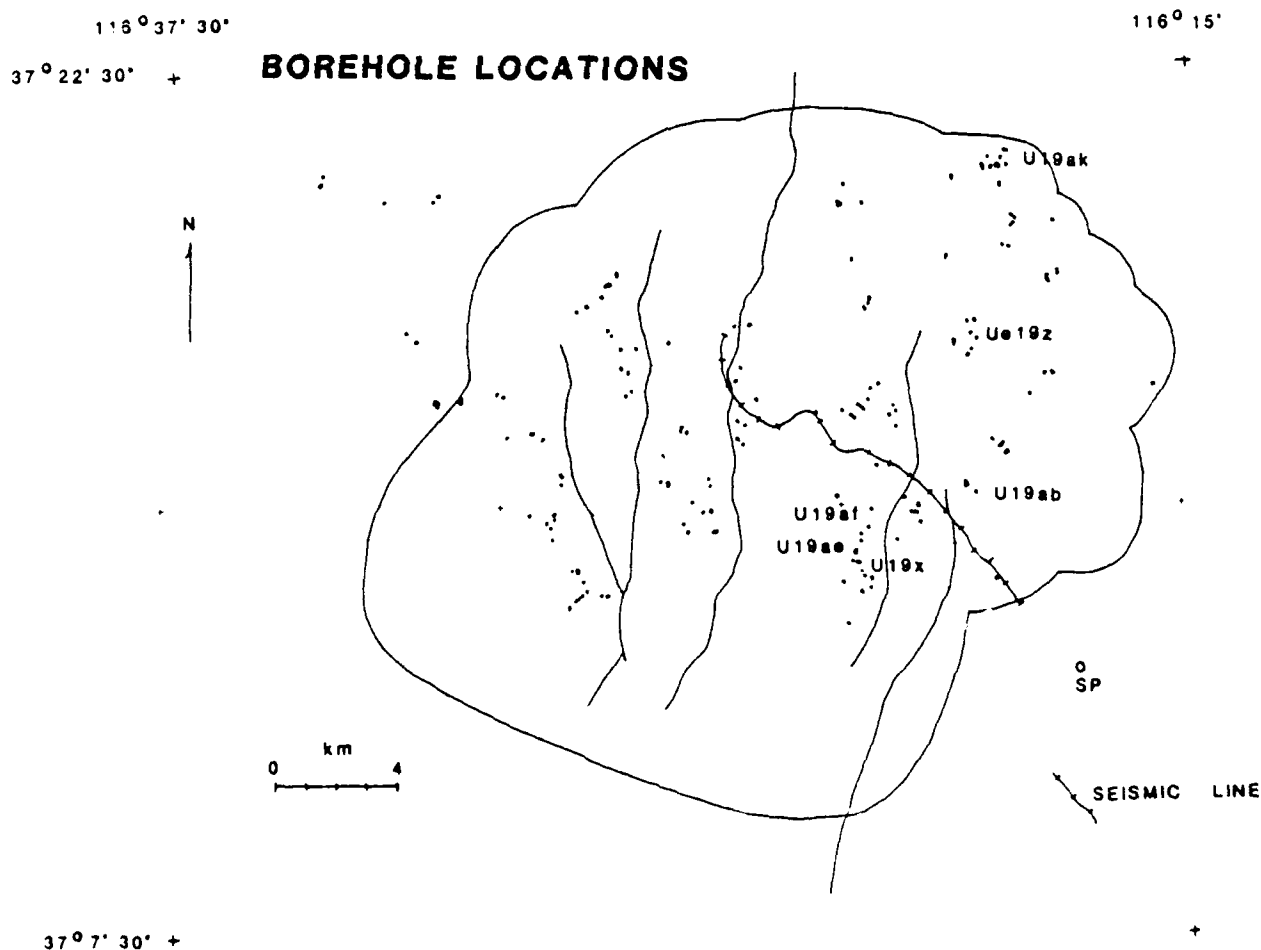 116° 37' 30"
116° 15'
37° 22' 30"
BOREHOLE LOCATIONS
U19ak
N
Ue19z
U19ab
U19af
U19ae
U19x
SP
km
0 4
SEISMIC LINE
37° 7' 30"